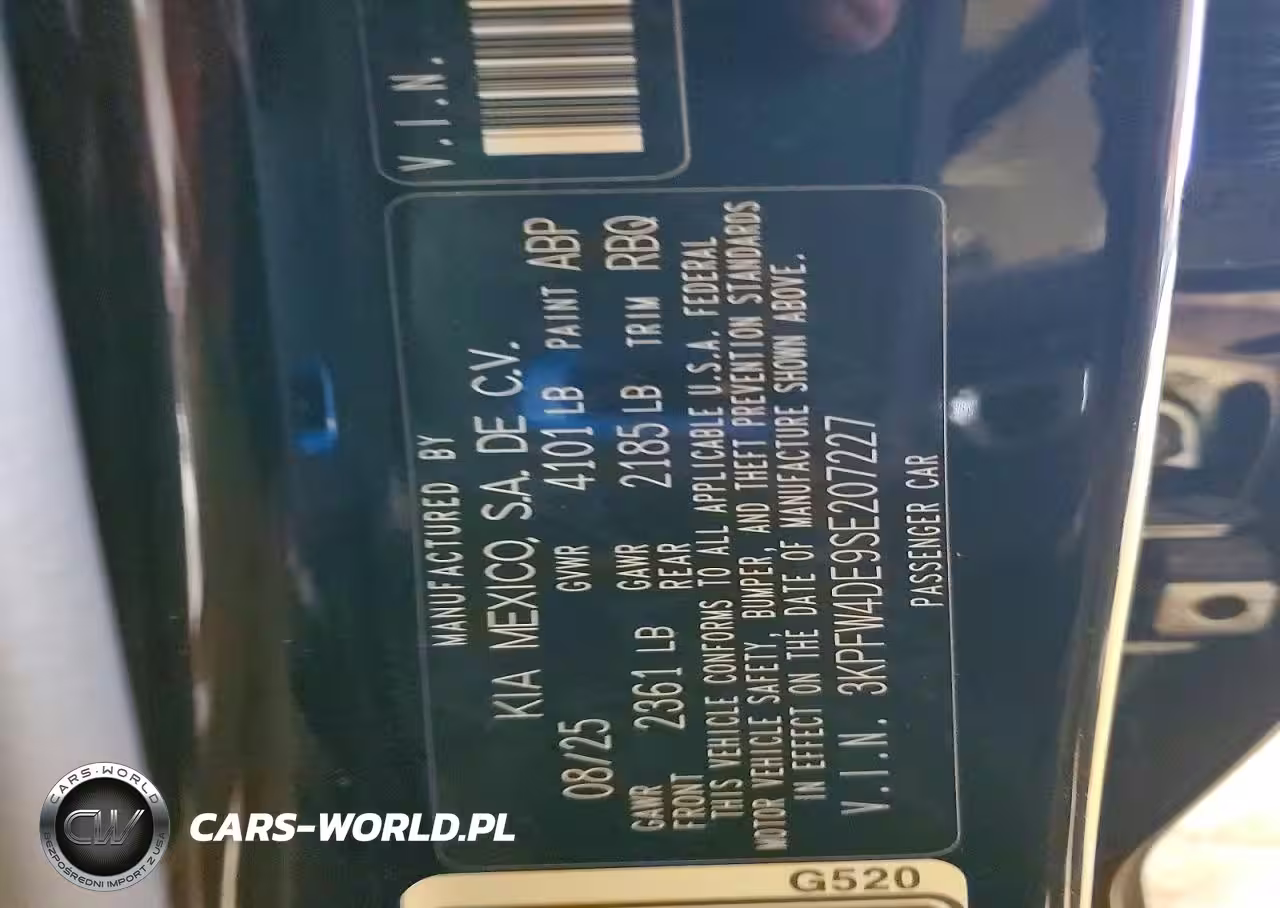 V.I.N.
MANUFACTURED BY
KIA MEXICO, S.A. DE C.V.
08/25 GVWR 4101 LB PAINT ABP
GAWR FRONT 2361 LB GAWR REAR 2185 LB TRIM RBQ
THIS VEHICLE CONFORMS TO ALL APPLICABLE U.S.A. FEDERAL
MOTOR VEHICLE SAFETY, BUMPER, AND THEFT PREVENTION STANDARDS
IN EFFECT ON THE DATE OF MANUFACTURE SHOWN ABOVE.
V.I.N. 3KPFW4DE9SE207227
PASSENGER CAR
G520
CARS-WORLD
CW
BEZPOŚREDNI IMPORT Z USA
CARS-WORLD.PL